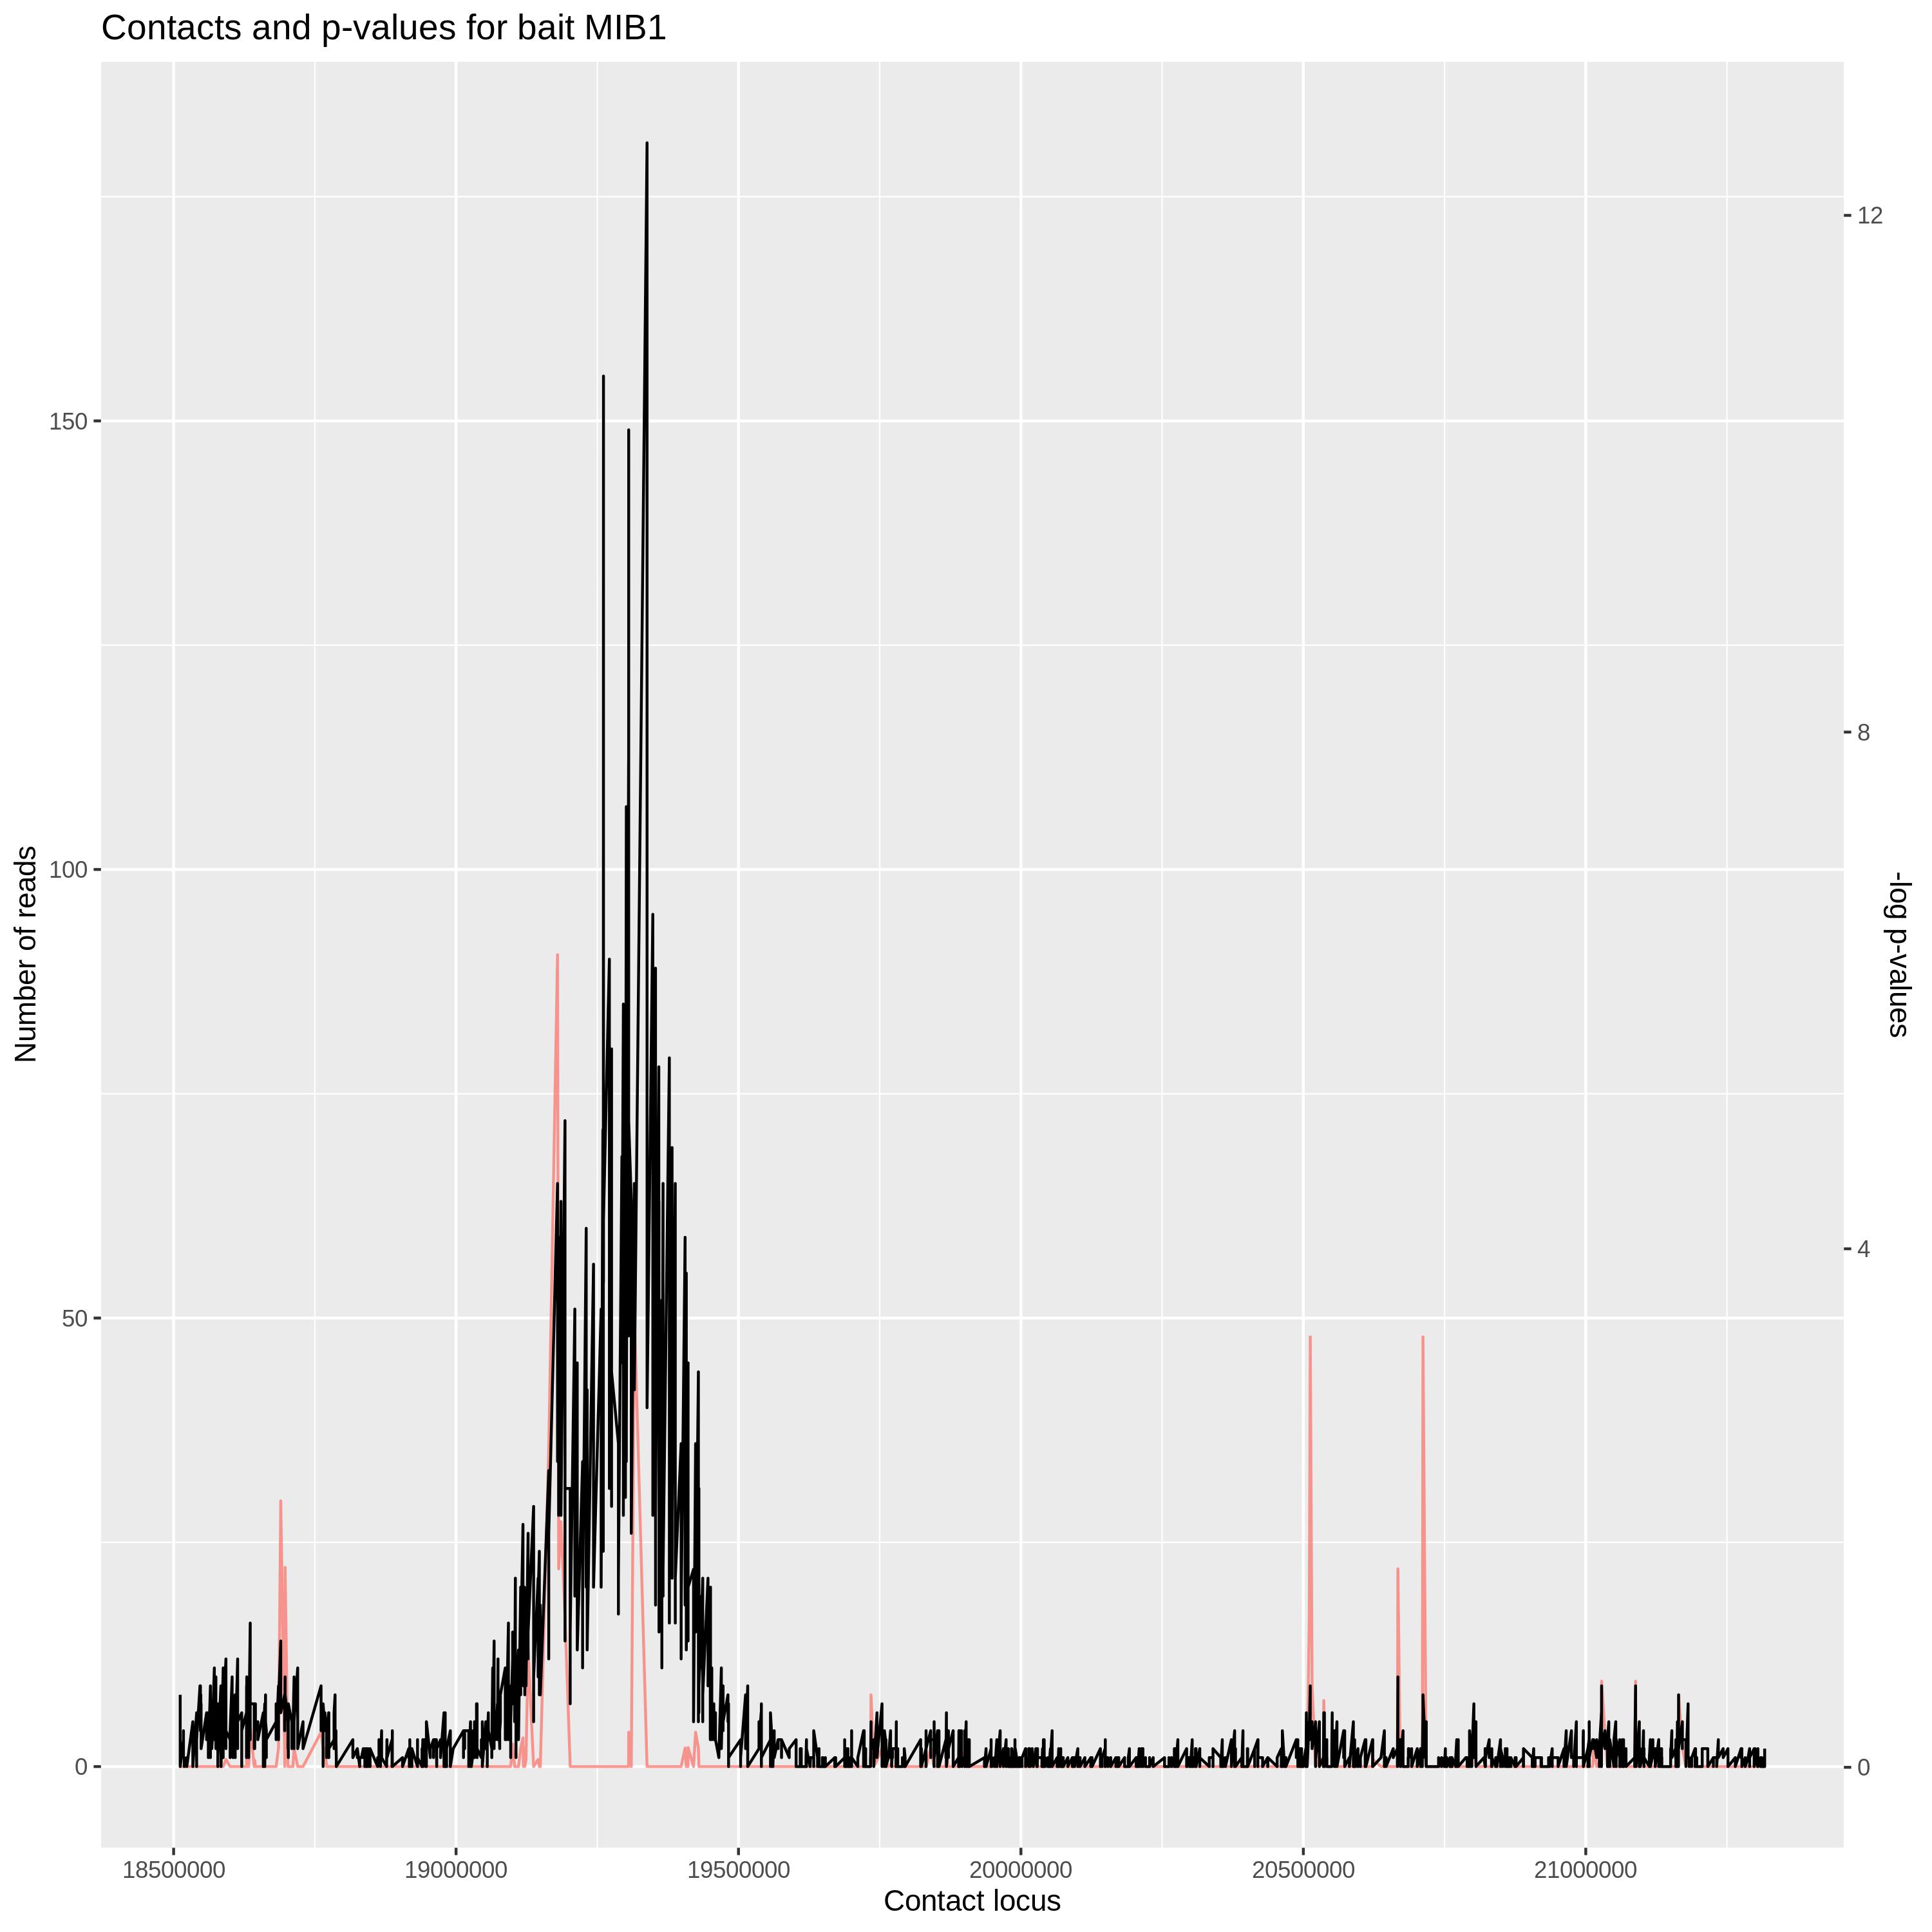 Contacts and p-values for bait MIB1
150
100
50
0
Number of reads
12
8
4
0
-log p-values
18500000 19000000 19500000 20000000 20500000 21000000
Contact locus